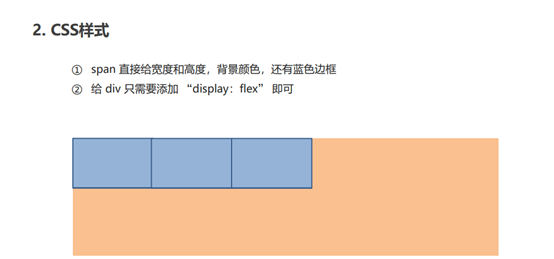 2. CSS样式
① span 直接给宽度和高度，背景颜色，还有蓝色边框
② 给 div 只需要添加 “display：flex” 即可